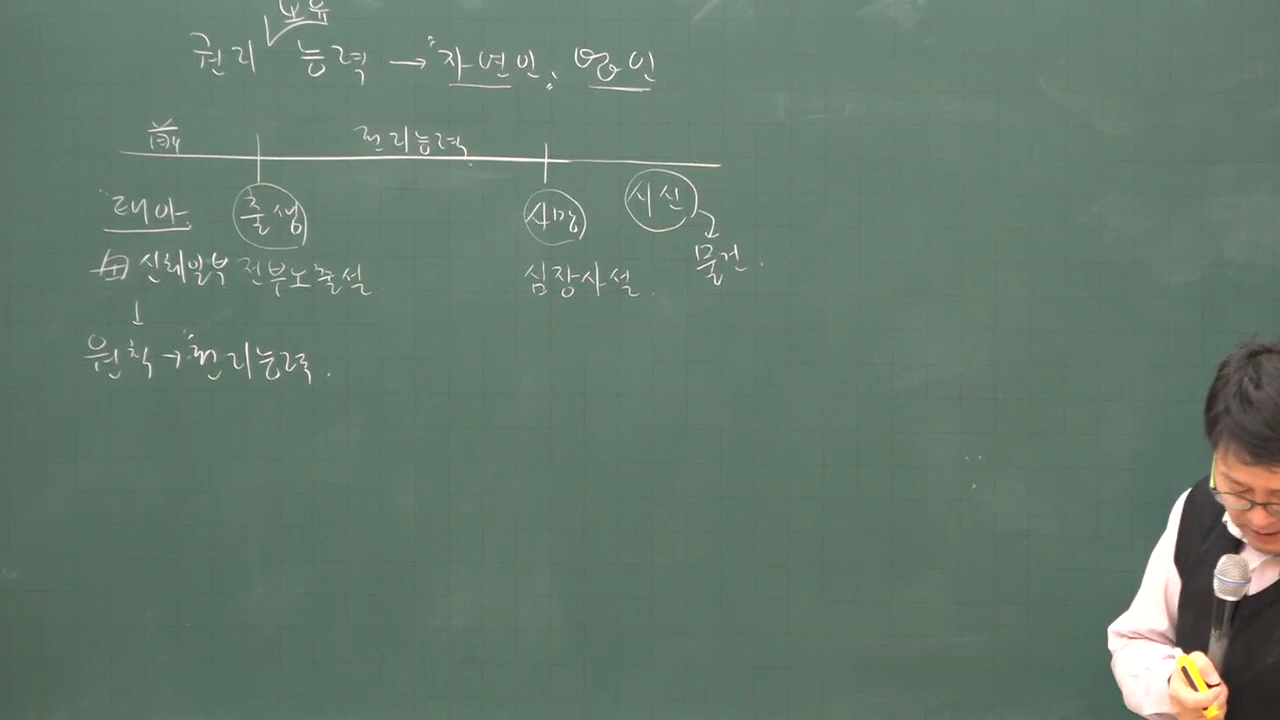 보유
권리 능력 → "자연인", 법인
권리능력
태아 출생 사망 시신
물건.
母 신체일부 전부노출설 심장사설.
↓
원칙 → "권리능력.